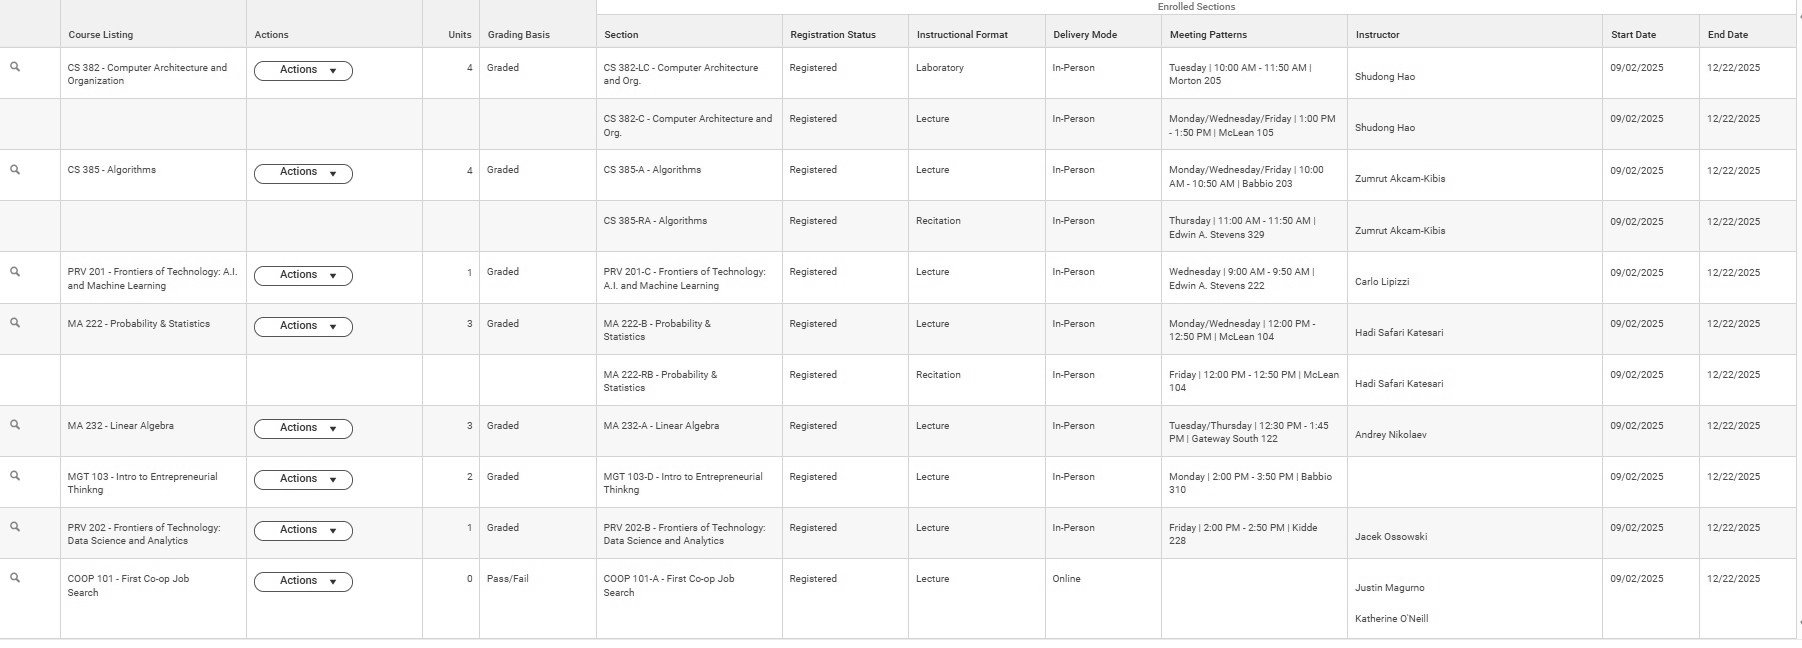 Enrolled Sections
Course Listing Actions Units Grading Basis Section Registration Status Instructional Format Delivery Mode Meeting Patterns Instructor Start Date End Date
CS 382 - Computer Architecture and Actions 4 Graded CS 382-LC - Computer Architecture Registered Laboratory In-Person Tuesday | 10:00 AM - 11:50 AM | 09/02/2025 12/22/2025
Organization and Org. Morton 205 Shudong Hao
CS 382-C - Computer Architecture and Registered Lecture In-Person Monday/Wednesday/Friday | 1:00 PM 09/02/2025 12/22/2025
Org. - 1:50 PM | McLean 105 Shudong Hao
CS 385 - Algorithms Actions 4 Graded CS 385-A - Algorithms Registered Lecture In-Person Monday/Wednesday/Friday | 10:00 09/02/2025 12/22/2025
AM - 10:50 AM | Babbio 203 Zumrut Akcam-Kibis
CS 385-RA - Algorithms Registered Recitation In-Person Thursday | 11:00 AM - 11:50 AM | 09/02/2025 12/22/2025
Edwin A. Stevens 329 Zumrut Akcam-Kibis
PRV 201 - Frontiers of Technology: A.I. Actions 1 Graded PRV 201-C - Frontiers of Technology: Registered Lecture In-Person Wednesday | 9:00 AM - 9:50 AM | 09/02/2025 12/22/2025
and Machine Learning A.I. and Machine Learning Edwin A. Stevens 222 Carlo Lipizzi
MA 222 - Probability & Statistics Actions 3 Graded MA 222-B - Probability & Registered Lecture In-Person Monday/Wednesday | 12:00 PM - 09/02/2025 12/22/2025
Statistics 12:50 PM | McLean 104 Hadi Safari Katesari
MA 222-RB - Probability & Registered Recitation In-Person Friday | 12:00 PM - 12:50 PM | McLean 09/02/2025 12/22/2025
Statistics 104 Hadi Safari Katesari
MA 232 - Linear Algebra Actions 3 Graded MA 232-A - Linear Algebra Registered Lecture In-Person Tuesday/Thursday | 12:30 PM - 1:45 09/02/2025 12/22/2025
PM | Gateway South 122 Andrey Nikolaev
MGT 103 - Intro to Entrepreneurial Actions 2 Graded MGT 103-D - Intro to Entrepreneurial Registered Lecture In-Person Monday | 2:00 PM - 3:50 PM | Babbio 09/02/2025 12/22/2025
Thinkng Thinkng 310
PRV 202 - Frontiers of Technology: Actions 1 Graded PRV 202-B - Frontiers of Technology: Registered Lecture In-Person Friday | 2:00 PM - 2:50 PM | Kidde 09/02/2025 12/22/2025
Data Science and Analytics Data Science and Analytics 228 Jacek Ossowski
COOP 101 - First Co-op Job Actions 0 Pass/Fail COOP 101-A - First Co-op Job Registered Lecture Online 09/02/2025 12/22/2025
Search Search Justin Magurno
Katherine O'Neill